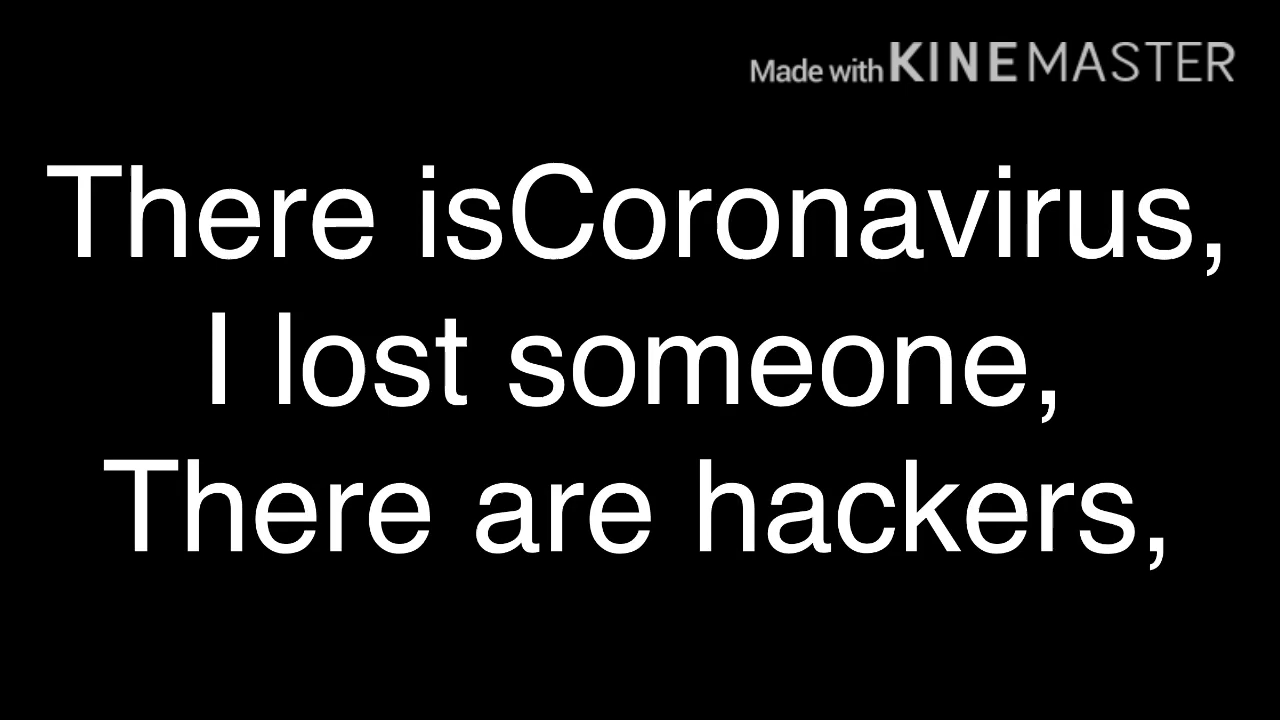 Made with KINEMASTER
There isCoronavirus,
I lost someone,
There are hackers,